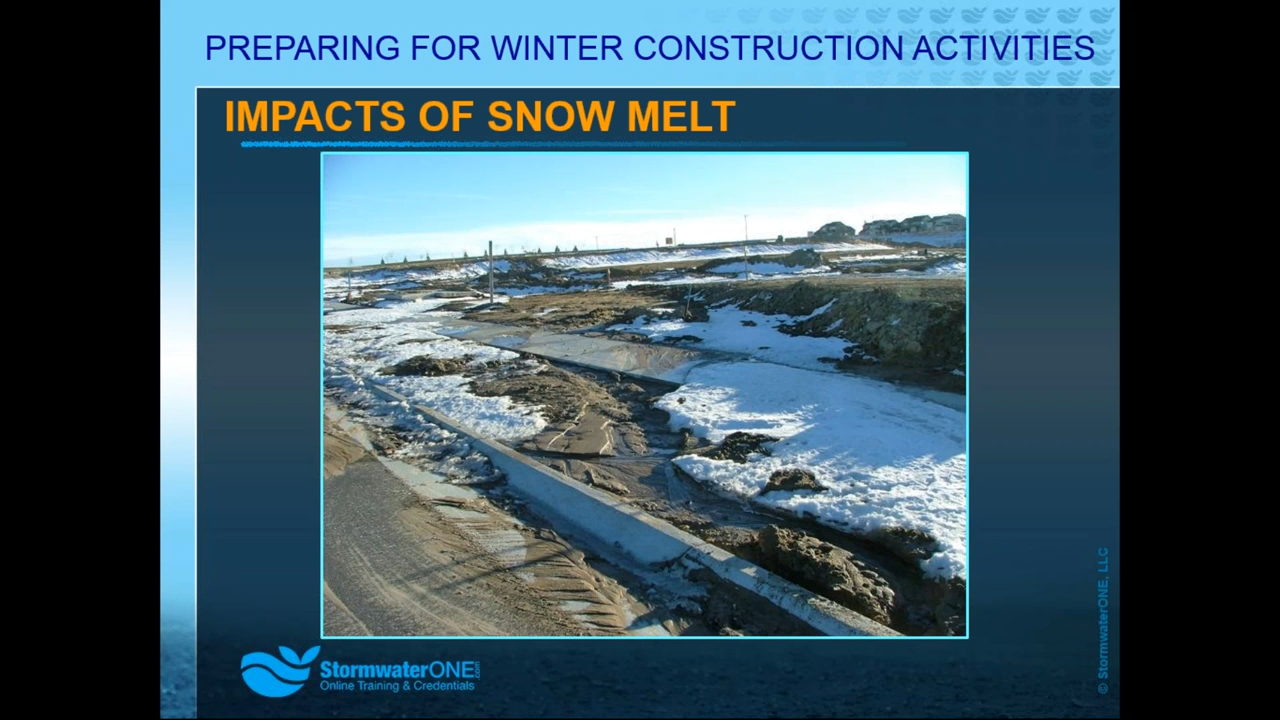 PREPARING FOR WINTER CONSTRUCTION ACTIVITIES
IMPACTS OF SNOW MELT
StormwaterONE.com
Online Training & Credentials
© StormwaterONE, LLC